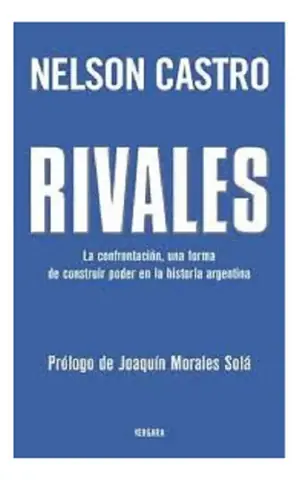 NELSON CASTRO
RIVALES
La confrontación, una forma
de construir poder en la historia argentina
Prólogo de Joaquín Morales Solá
VERGARA